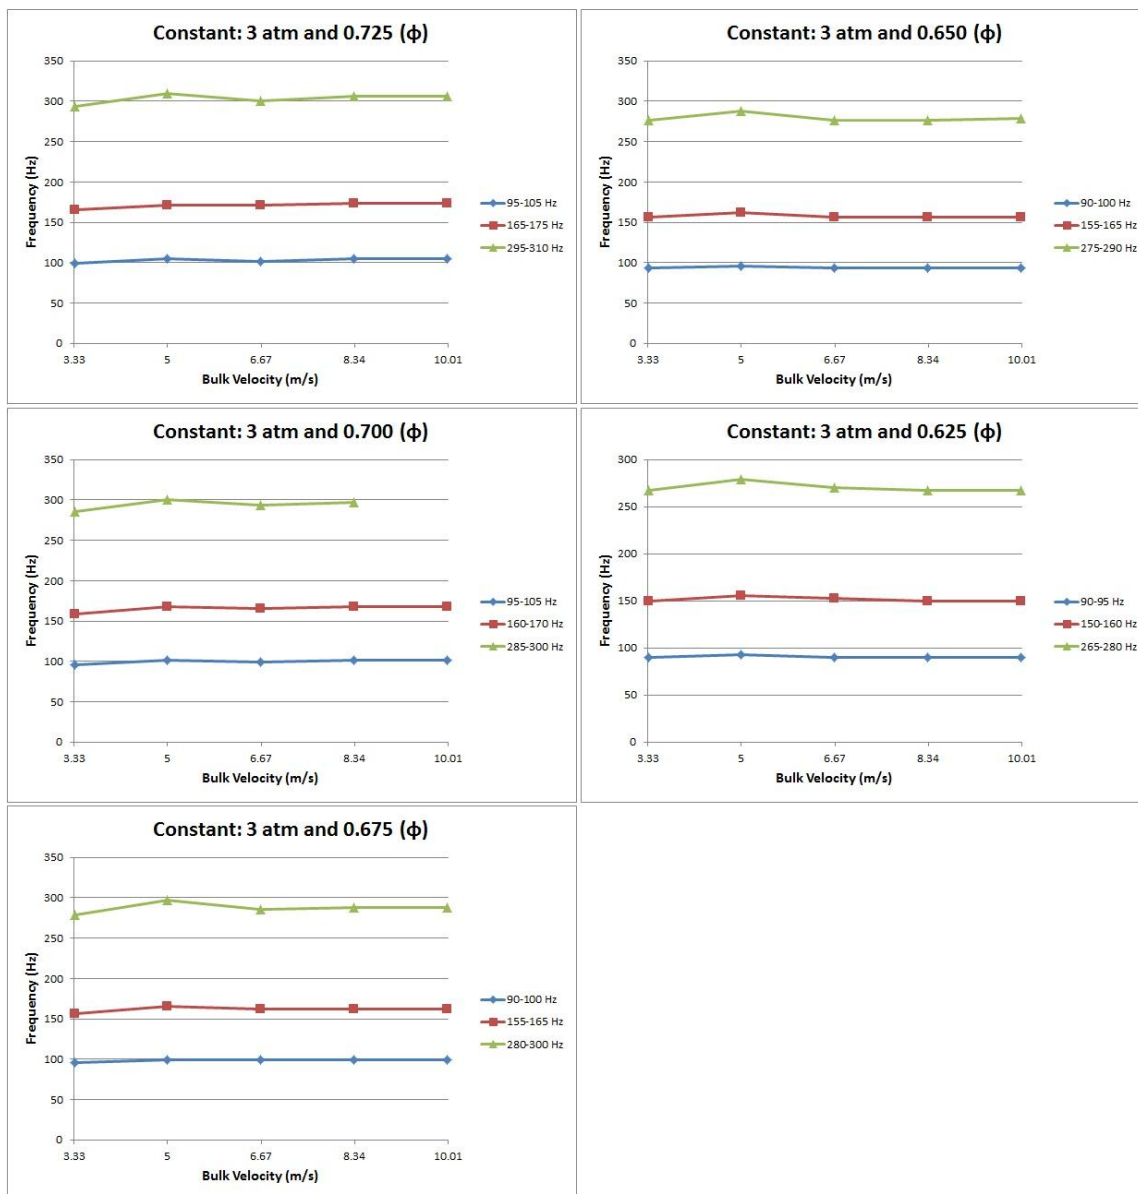 Constant: 3 atm and 0.725 (ɸ)
350
300
250
200
150
100
50
0
Frequency (Hz)
3.33 5 6.67 8.34 10.01
Bulk Velocity (m/s)
95-105 Hz
165-175 Hz
295-310 Hz
Constant: 3 atm and 0.650 (ɸ)
350
300
250
200
150
100
50
0
Frequency (Hz)
3.33 5 6.67 8.34 10.01
Bulk Velocity (m/s)
90-100 Hz
155-165 Hz
275-290 Hz
Constant: 3 atm and 0.700 (ɸ)
350
300
250
200
150
100
50
0
Frequency (Hz)
3.33 5 6.67 8.34 10.01
Bulk Velocity (m/s)
95-105 Hz
160-170 Hz
285-300 Hz
Constant: 3 atm and 0.625 (ɸ)
300
250
200
150
100
50
0
Frequency (Hz)
3.33 5 6.67 8.34 10.01
Bulk Velocity (m/s)
90-95 Hz
150-160 Hz
265-280 Hz
Constant: 3 atm and 0.675 (ɸ)
350
300
250
200
150
100
50
0
Frequency (Hz)
3.33 5 6.67 8.34 10.01
Bulk Velocity (m/s)
90-100 Hz
155-165 Hz
280-300 Hz